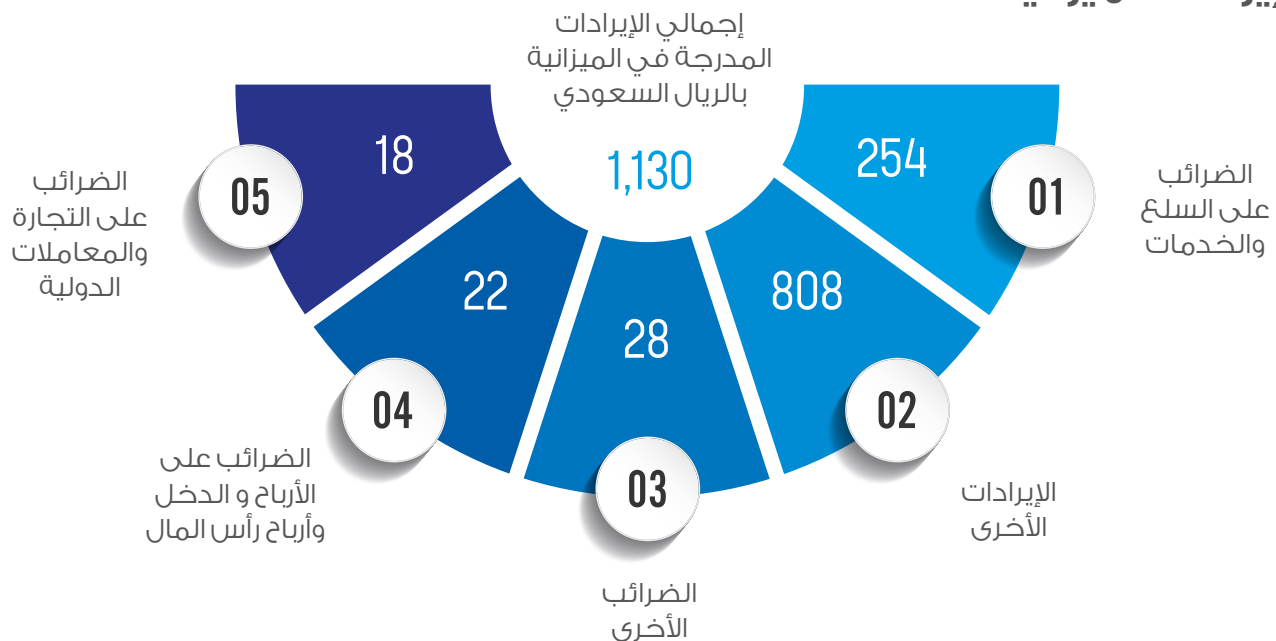 إجمالي الإيرادات
المدرجة في الميزانية
بالريال السعودي
1,130
254
01
الضرائب
على السلع
والخدمات
808
02
الإيرادات
الأخرى
28
03
الضرائب
الأخرى
22
04
الضرائب على
الأرباح و الدخل
وأرباح رأس المال
18
05
الضرائب
على التجارة
والمعاملات
الدولية